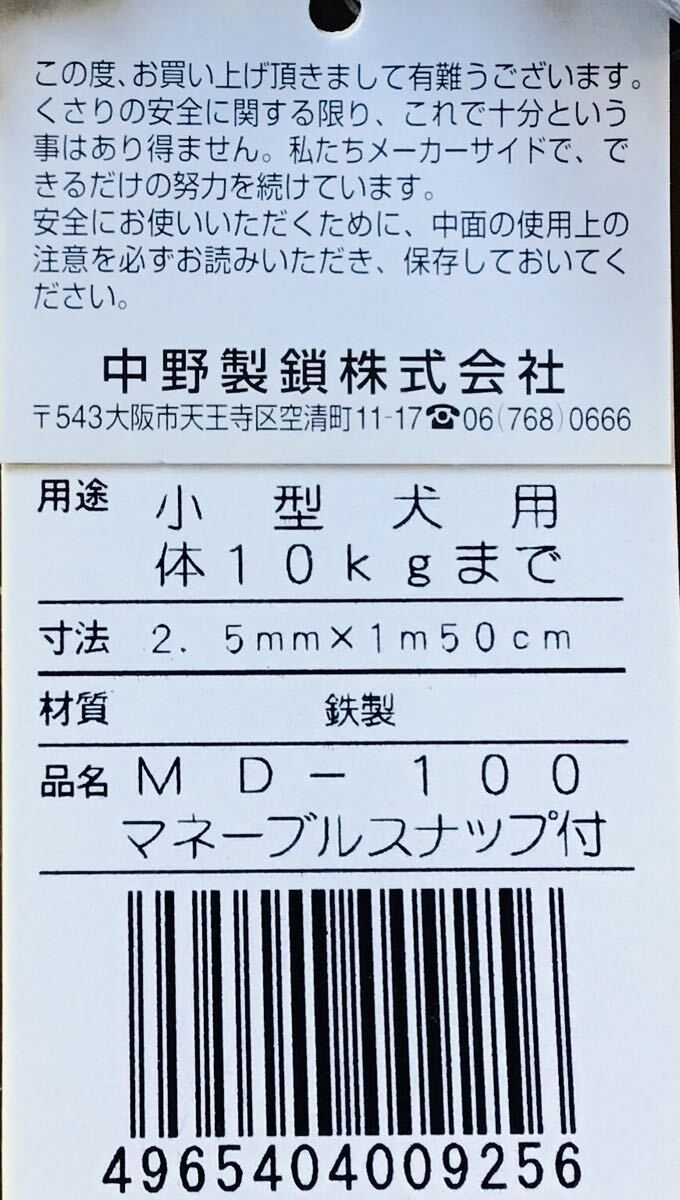 この度、お買い上げ頂きまして有難うございます。
くさりの安全に関する限り、これで十分という
事はあり得ません。私たちメーカーサイドで、で
きるだけの努力を続けています。
安全にお使いいただくために、中面の使用上の
注意を必ずお読みいただき、保存しておいてく
ださい。
中野製鎖株式会社
〒543大阪市天王寺区空清町11-17☎06(768)0666
用途 小型犬用
体10kgまで
寸法 2.5mm×1m50cm
材質 鉄製
品名 MD-100
マネーブルスナップ付
4965404009256